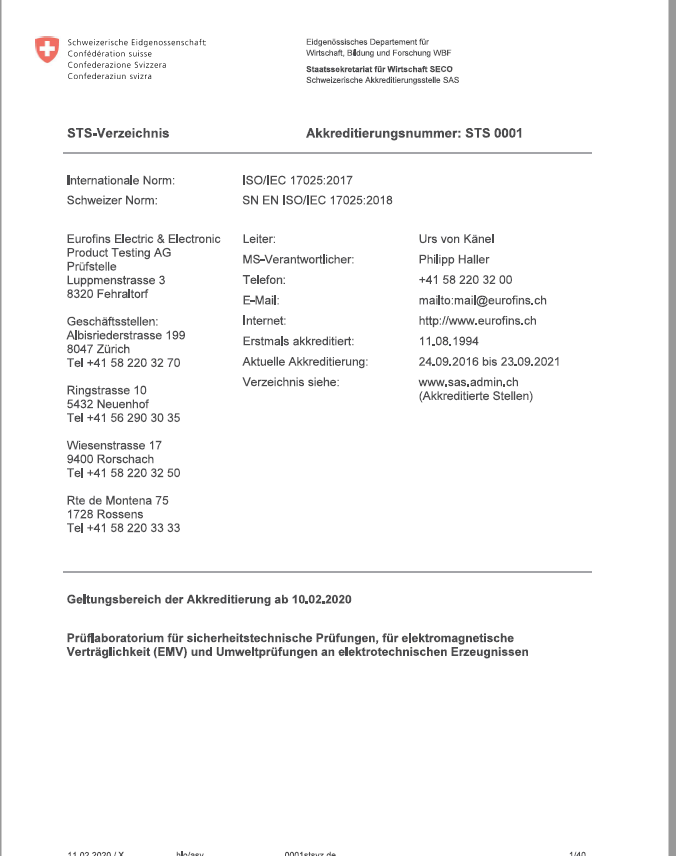 Schweizerische Eidgenossenschaft
Confédération suisse
Confederazione Svizzera
Confederaziun svizra
Eidgenössisches Departement für
Wirtschaft, Bildung und Forschung WBF
Staatssekretariat für Wirtschaft SECO
Schweizerische Akkreditierungsstelle SAS
STS-Verzeichnis
Akkreditierungsnummer: STS 0001
Internationale Norm: ISO/IEC 17025:2017
Schweizer Norm: SN EN ISO/IEC 17025:2018
Eurofins Electric & Electronic
Product Testing AG
Prüfstelle
Luppmenstrasse 3
8320 Fehraltorf
Geschäftsstellen:
Albisriederstrasse 199
8047 Zürich
Tel +41 58 220 32 70
Ringstrasse 10
5432 Neuenhof
Tel +41 56 290 30 35
Wiesenstrasse 17
9400 Rorschach
Tel +41 58 220 32 50
Rte de Montena 75
1728 Rossens
Tel +41 58 220 33 33
Leiter: Urs von Känel
MS-Verantwortlicher: Philipp Haller
Telefon: +41 58 220 32 00
E-Mail: mailto:mail@eurofins.ch
Internet: http://www.eurofins.ch
Erstmals akkreditiert: 11.08.1994
Aktuelle Akkreditierung: 24.09.2016 bis 23.09.2021
Verzeichnis siehe: www.sas.admin.ch
(Akkreditierte Stellen)
Geltungsbereich der Akkreditierung ab 10.02.2020
Prüflaboratorium für sicherheitstechnische Prüfungen, für elektromagnetische
Verträglichkeit (EMV) und Umweltprüfungen an elektrotechnischen Erzeugnissen
11.02.2020 / X 0001stsvz de 1/40